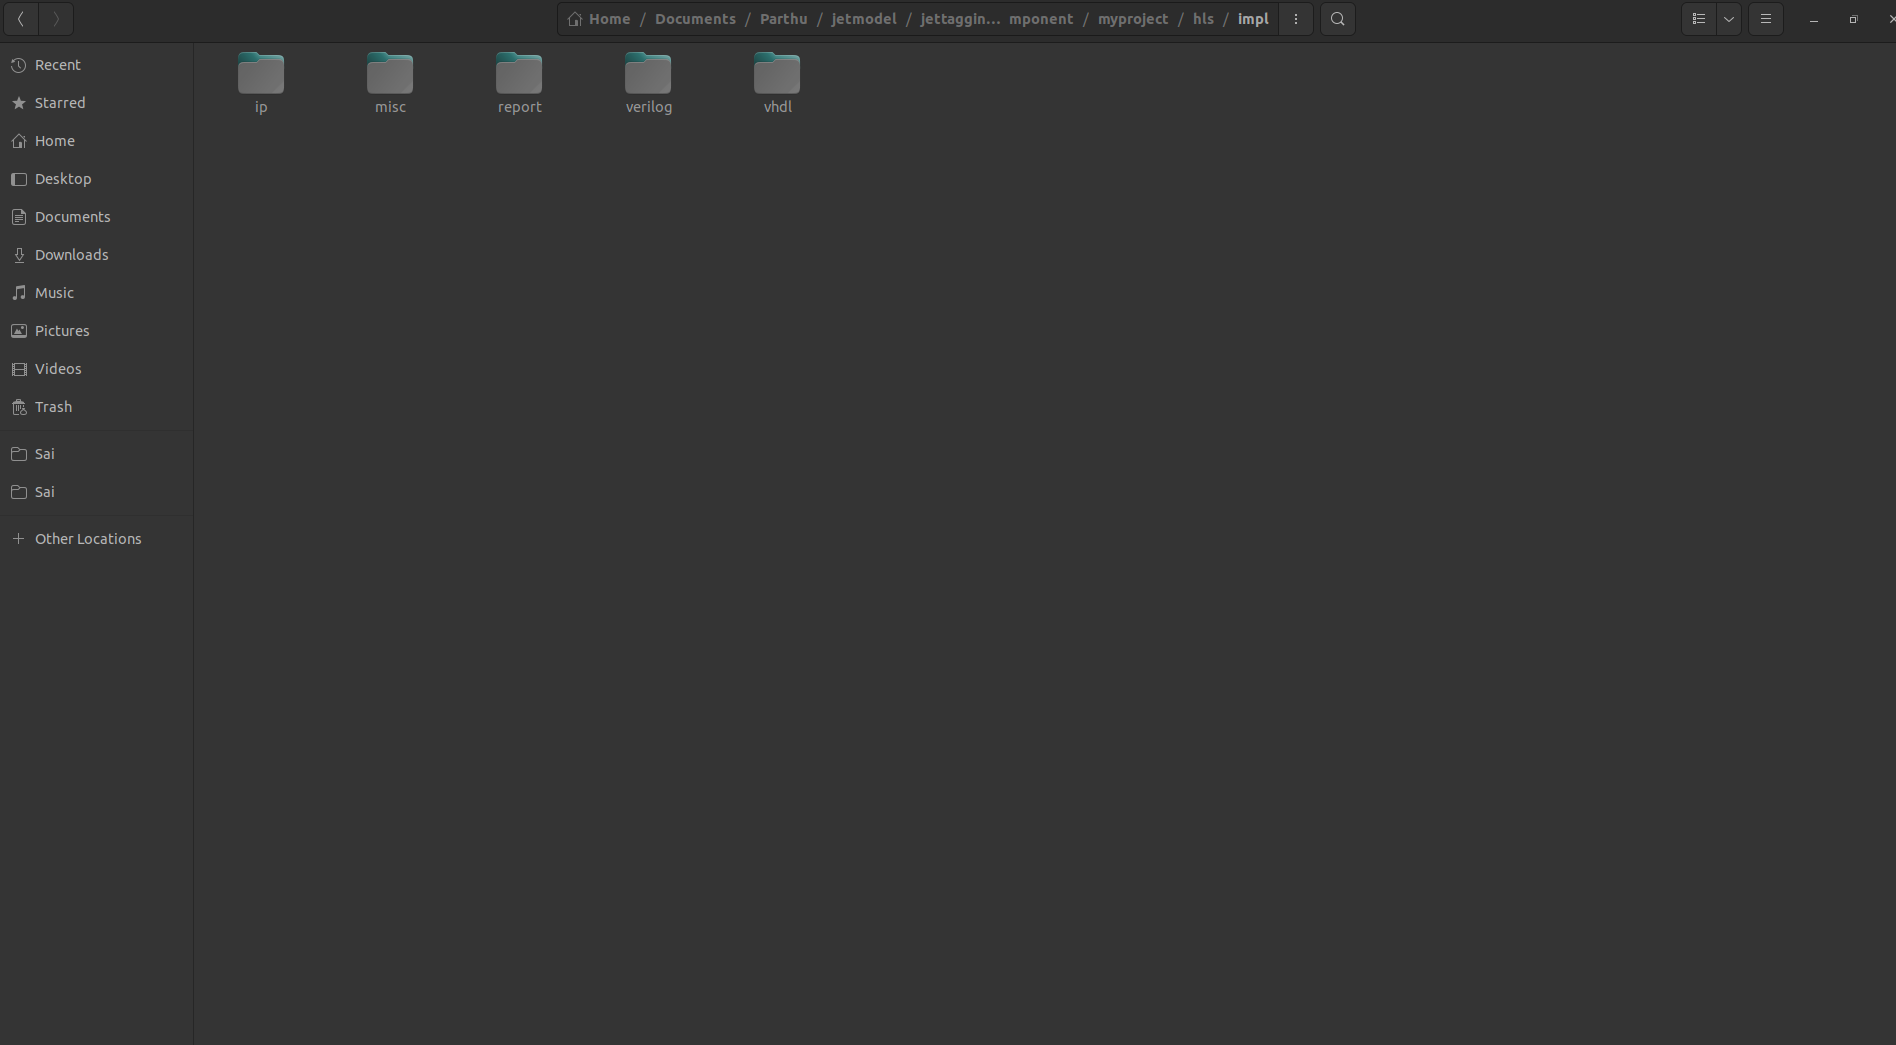 Home / Documents / Parthu / jetmodel / jettaggin... mponent / myproject / hls / impl
Recent
Starred
Home
Desktop
Documents
Downloads
Music
Pictures
Videos
Trash
Sai
Sai
Other Locations
ip
misc
report
verilog
vhdl